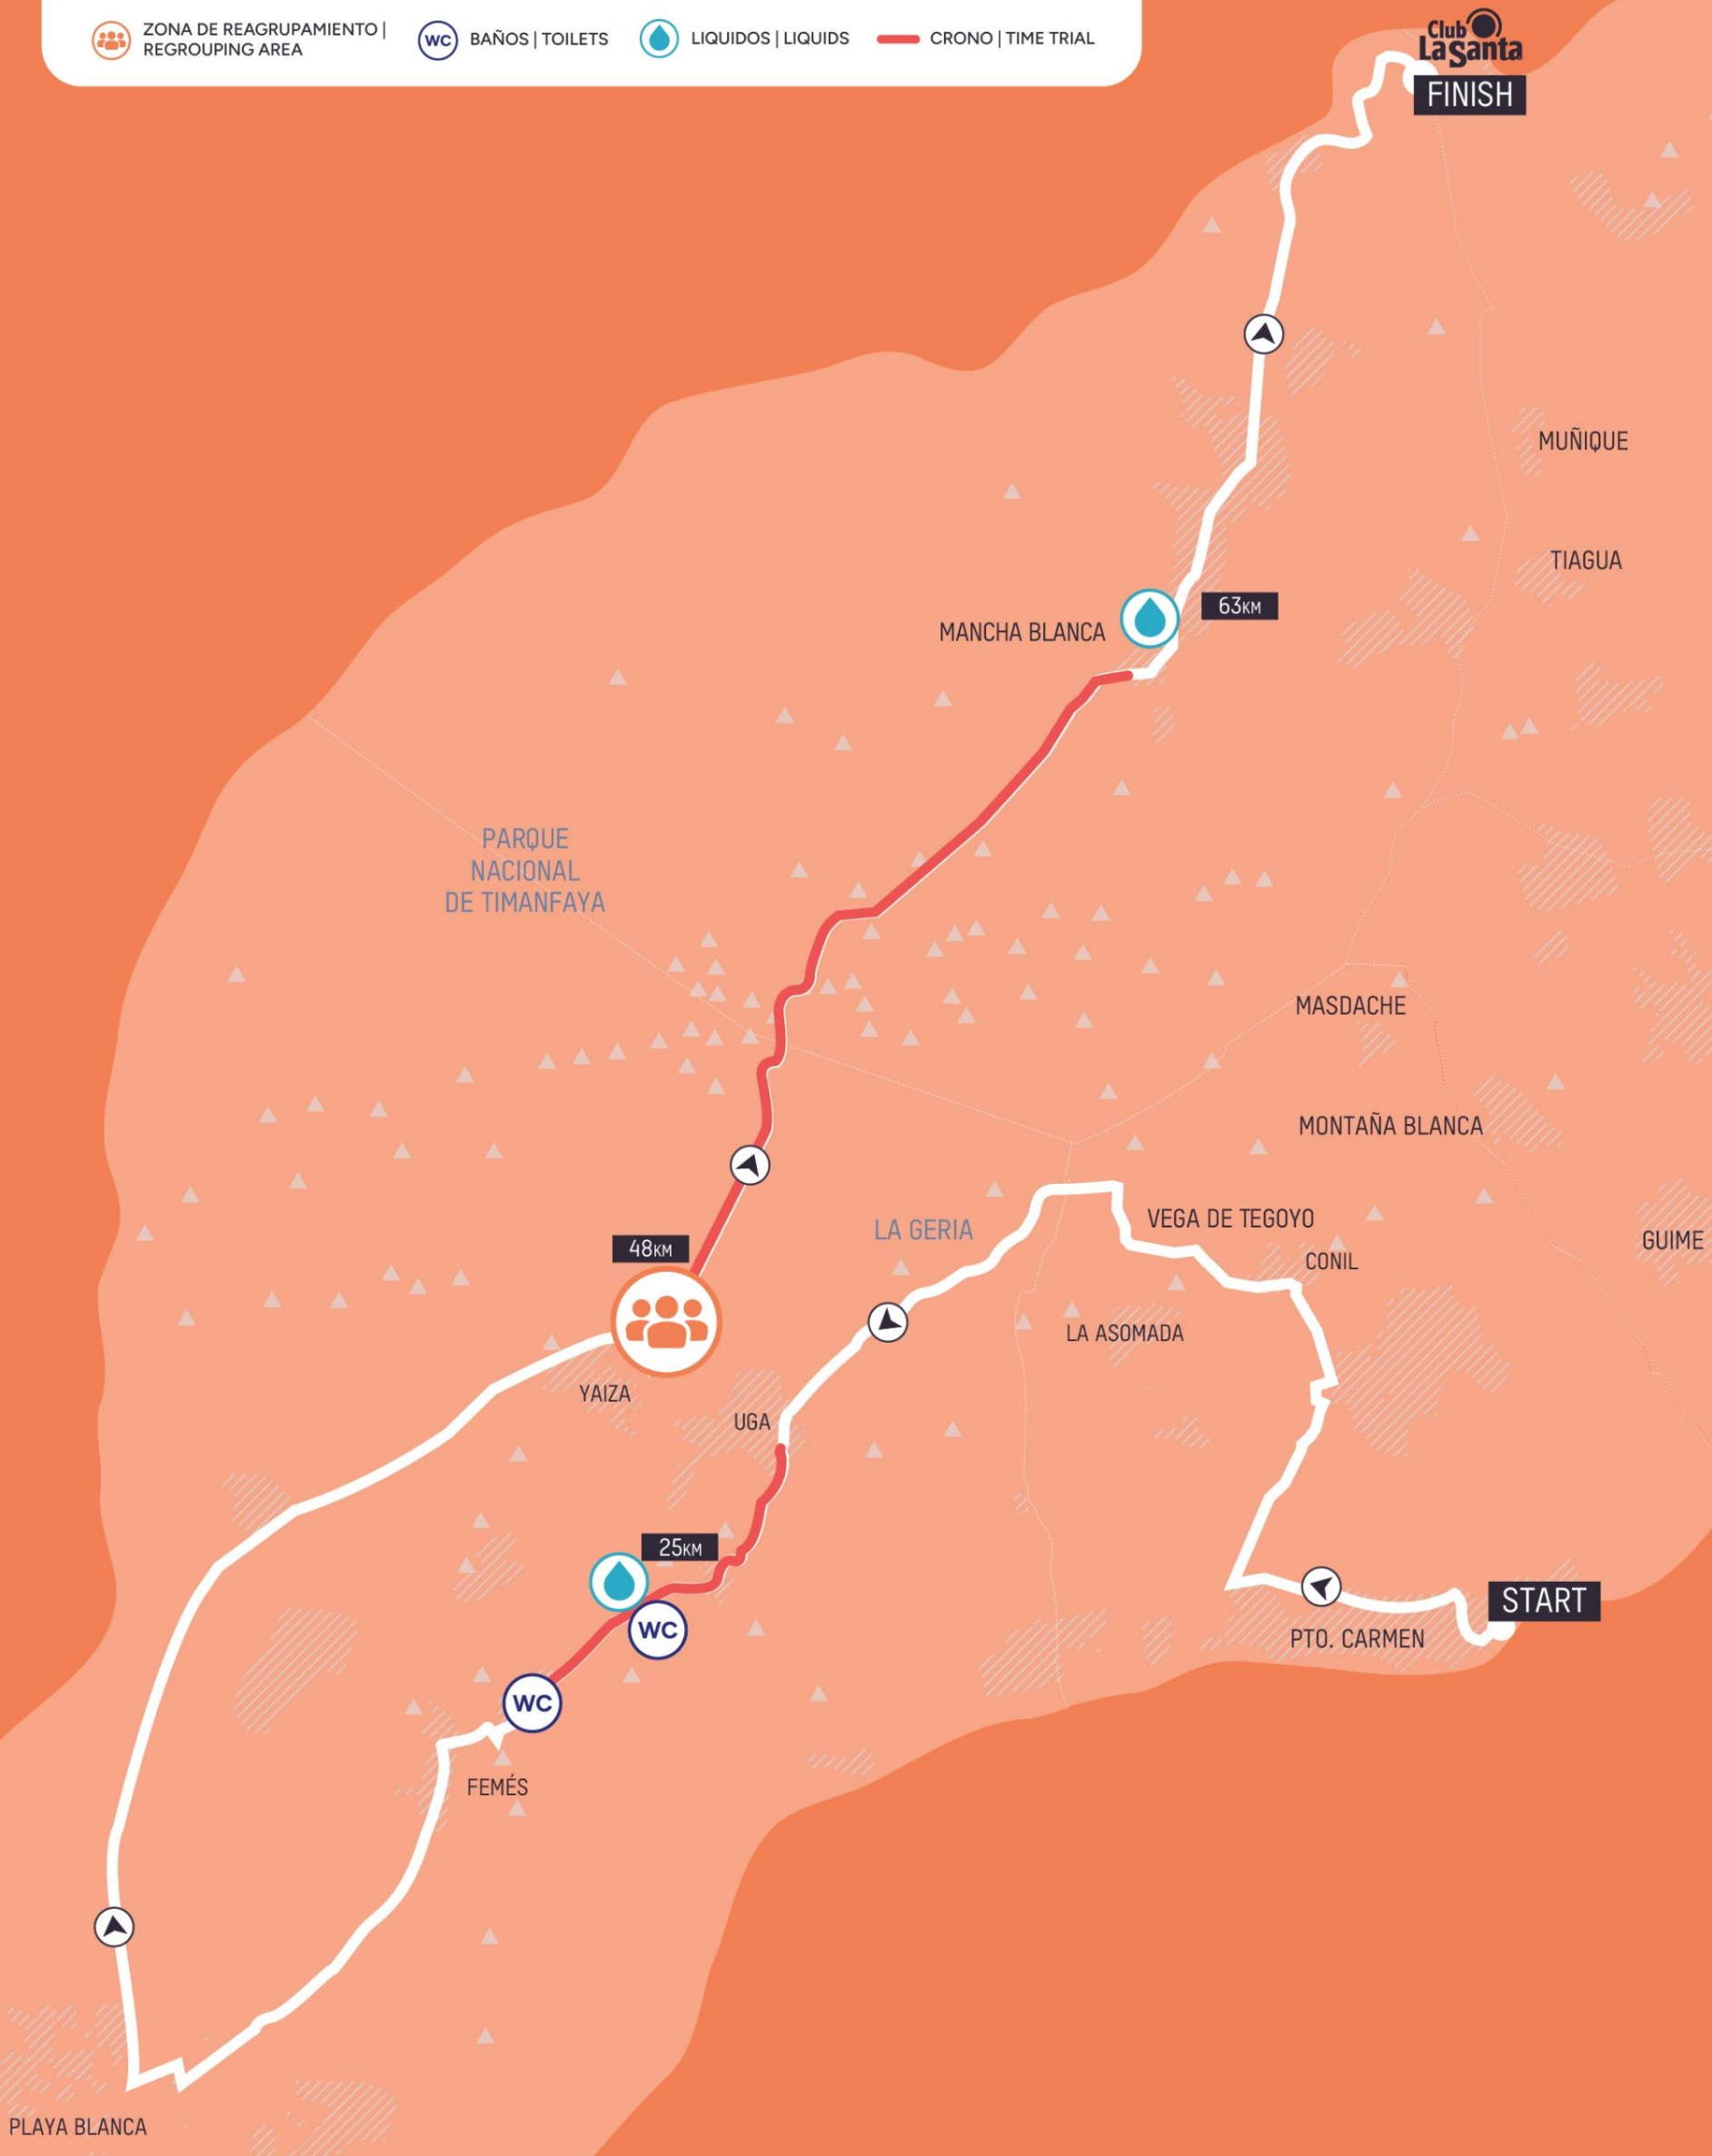 ZONA DE REAGRUPAMIENTO |
REGROUPING AREA
WC
BAÑOS | TOILETS
LIQUIDOS | LIQUIDS
CRONO | TIME TRIAL
Club
LaSanta
FINISH
MUÑIQUE
TIAGUA
63KM
MANCHA BLANCA
PARQUE
NACIONAL
DE TIMANFAYA
MASDACHE
MONTAÑA BLANCA
VEGA DE TEGOYO
LA GERIA
GUIME
48KM
CONIL
LA ASOMADA
YAIZA
UGA
25KM
START
WC
PTO. CARMEN
WC
FEMÉS
PLAYA BLANCA